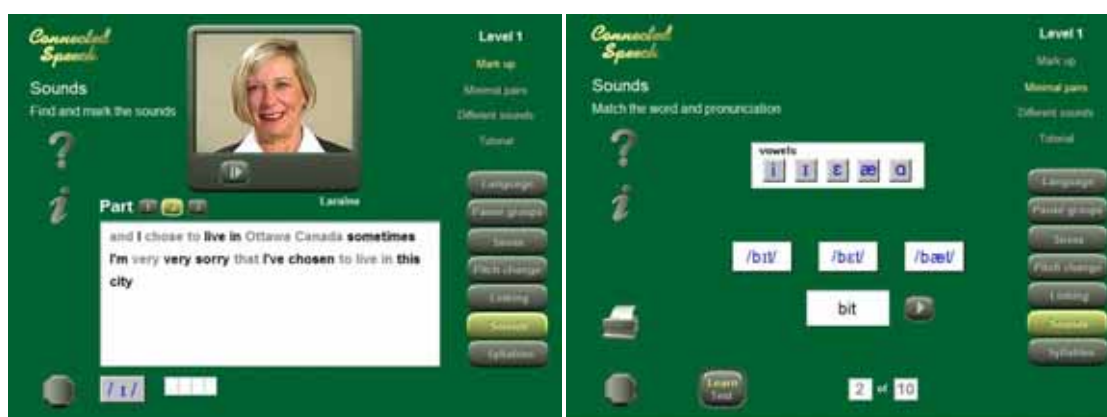 Connected
Speech
Sounds
Find and mark the sounds
?
i
Level 1
Mark up
Minimal pairs
Different sounds
Tutorial
Language
Pause groups
Stress
Pitch change
Linking
Sounds
Syllables
Laraine
Part 1 2 3
and I chose to live in Ottawa Canada sometimes
I'm very very sorry that I've chosen to live in this
city
/ɪ/
Connected
Speech
Sounds
Match the word and pronunciation
?
i
Level 1
Mark up
Minimal pairs
Different sounds
Tutorial
Language
Pause groups
Stress
Pitch change
Linking
Sounds
Syllables
vowels
i ɪ ɛ æ ɑ
/bɪt/ /bɛt/ /bæt/
bit
Learn
Test
2 of 10